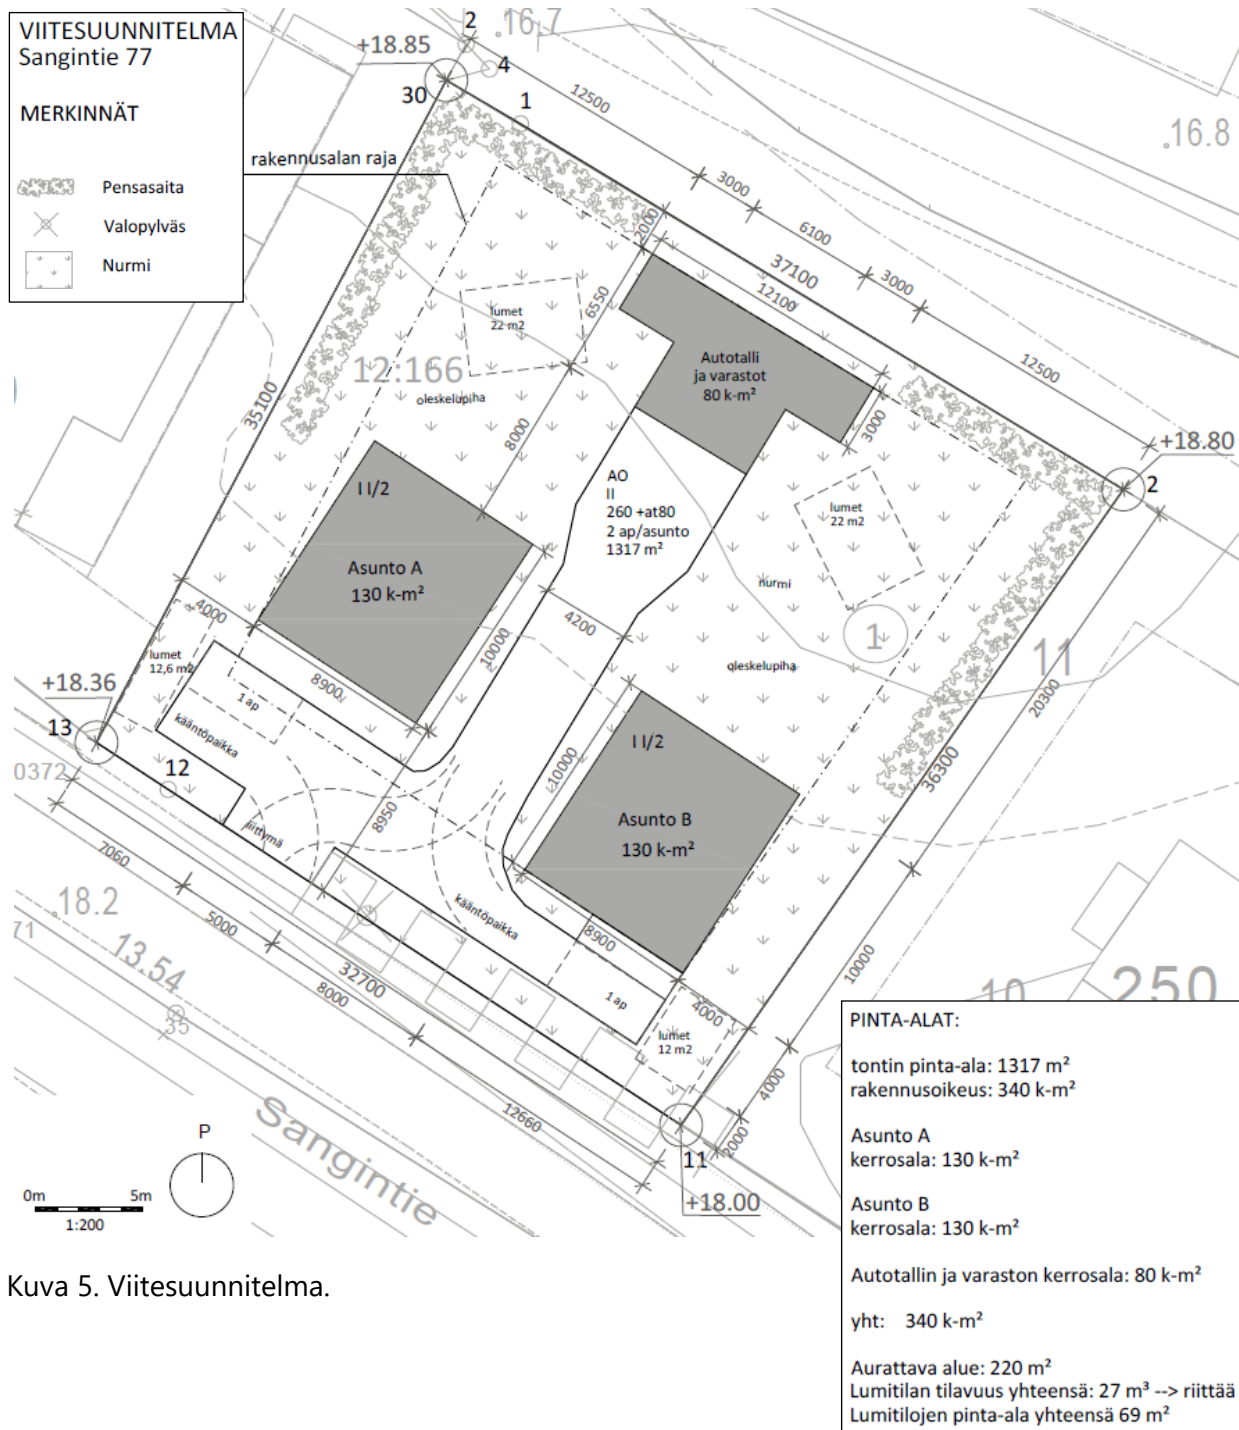 VIITESUUNNITELMA
Sangintie 77
MERKINNÄT
Pensasaita
Valopylväs
Nurmi
+18.85
2
.16.7
4
30
1
12500
.16.8
rakennusalan raja
3000
2000
6100
37100
3000
12100
12500
6550
lumet
22 m2
Autotalli
ja varastot
80 k-m²
12:166
oleskelupiha
35100
8000
3000
+18.80
2
I I/2
AO
II
260 +at80
2 ap/asunto
1317 m²
lumet
22 m2
Asunto A
130 k-m²
nurmi
4000
4200
1
11
10000
oleskelupiha
lumet
12,6 m2
+18.36
8900
20300
1 ap
kääntöpaikka
13
I I/2
0372
12
10000
36300
8950
Asunto B
130 k-m²
liittymä
7060
.18.2
71
5000
kääntöpaikka
8900
13.54
32700
8000
10000
10
250
1 ap
4000
35
lumet
12 m2
4000
12660
2000
Sangintie
11
+18.00
P
0m
5m
1:200
PINTA-ALAT:
tontin pinta-ala: 1317 m²
rakennusoikeus: 340 k-m²
Asunto A
kerrosala: 130 k-m²
Asunto B
kerrosala: 130 k-m²
Autotallin ja varaston kerrosala: 80 k-m²
yht: 340 k-m²
Aurattava alue: 220 m²
Lumitilan tilavuus yhteensä: 27 m³ --> riittää
Lumitilojen pinta-ala yhteensä 69 m²
Kuva 5. Viitesuunnitelma.